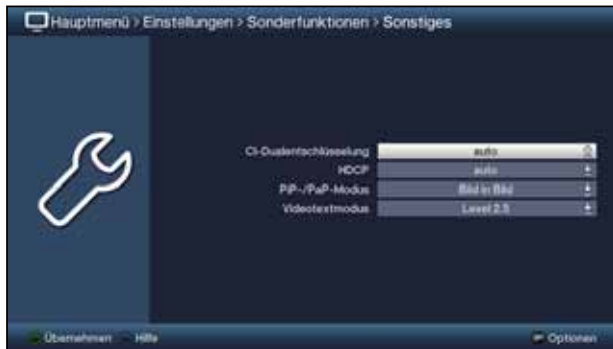 Hauptmenü > Einstellungen > Sonderfunktionen > Sonstiges
CI-Dualentschlüsselung auto
HDCP auto
PiP-/PaP-Modus Bild in Bild
Videotextmodus Level 2.5
Übernehmen Hilfe Optionen